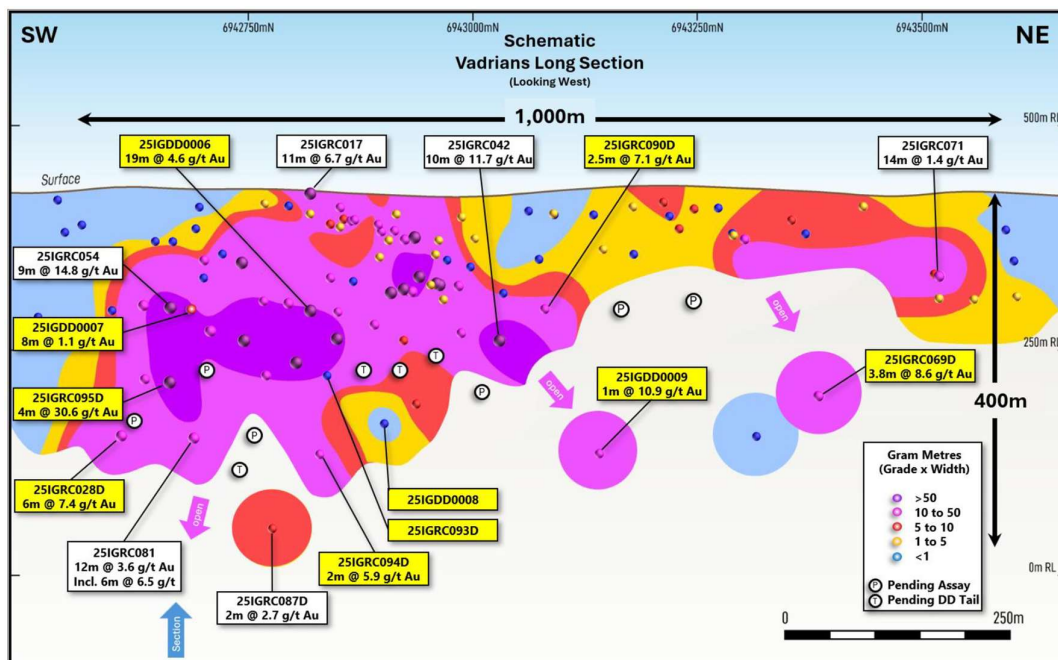 6942750mN
6943000mN
6943250mN
6943500mN
SW
NE
Schematic
Vadrians Long Section
(Looking West)
1,000m
500m RL
25IGDD0006
19m @ 4.6 g/t Au
25IGRC017
11m @ 6.7 g/t Au
25IGRC042
10m @ 11.7 g/t Au
25IGRC090D
2.5m @ 7.1g/t Au
25IGRC071
14m @ 1.4 g/t Au
Surface
25IGRC054
9m @ 14.8 g/t Au
25IGDD0007
8m @ 1.1 g/t Au
25IGRC095D
4m @ 30.6 g/t Au
25IGRC028D
6m @ 7.4 g/t Au
25IGRC081
12m @ 3.6 g/t Au
Incl. 6m @ 6.5 g/t
25IGRC087D
2m @ 2.7 g/t Au
25IGRC094D
2m @ 5.9 g/t Au
25IGRC093D
25IGDD0008
25IGDD0009
1m @ 10.9 g/t Au
25IGRC069D
3.8m @ 8.6 g/t Au
open
open
open
P
P
P
P
P
P
T
T
T
T
250m RL
400m
Gram Metres
(Grade x Width)
>50
10 to 50
5 to 10
1 to 5
<1
P Pending Assay
T Pending DD Tail
0m RL
Section
0
250m